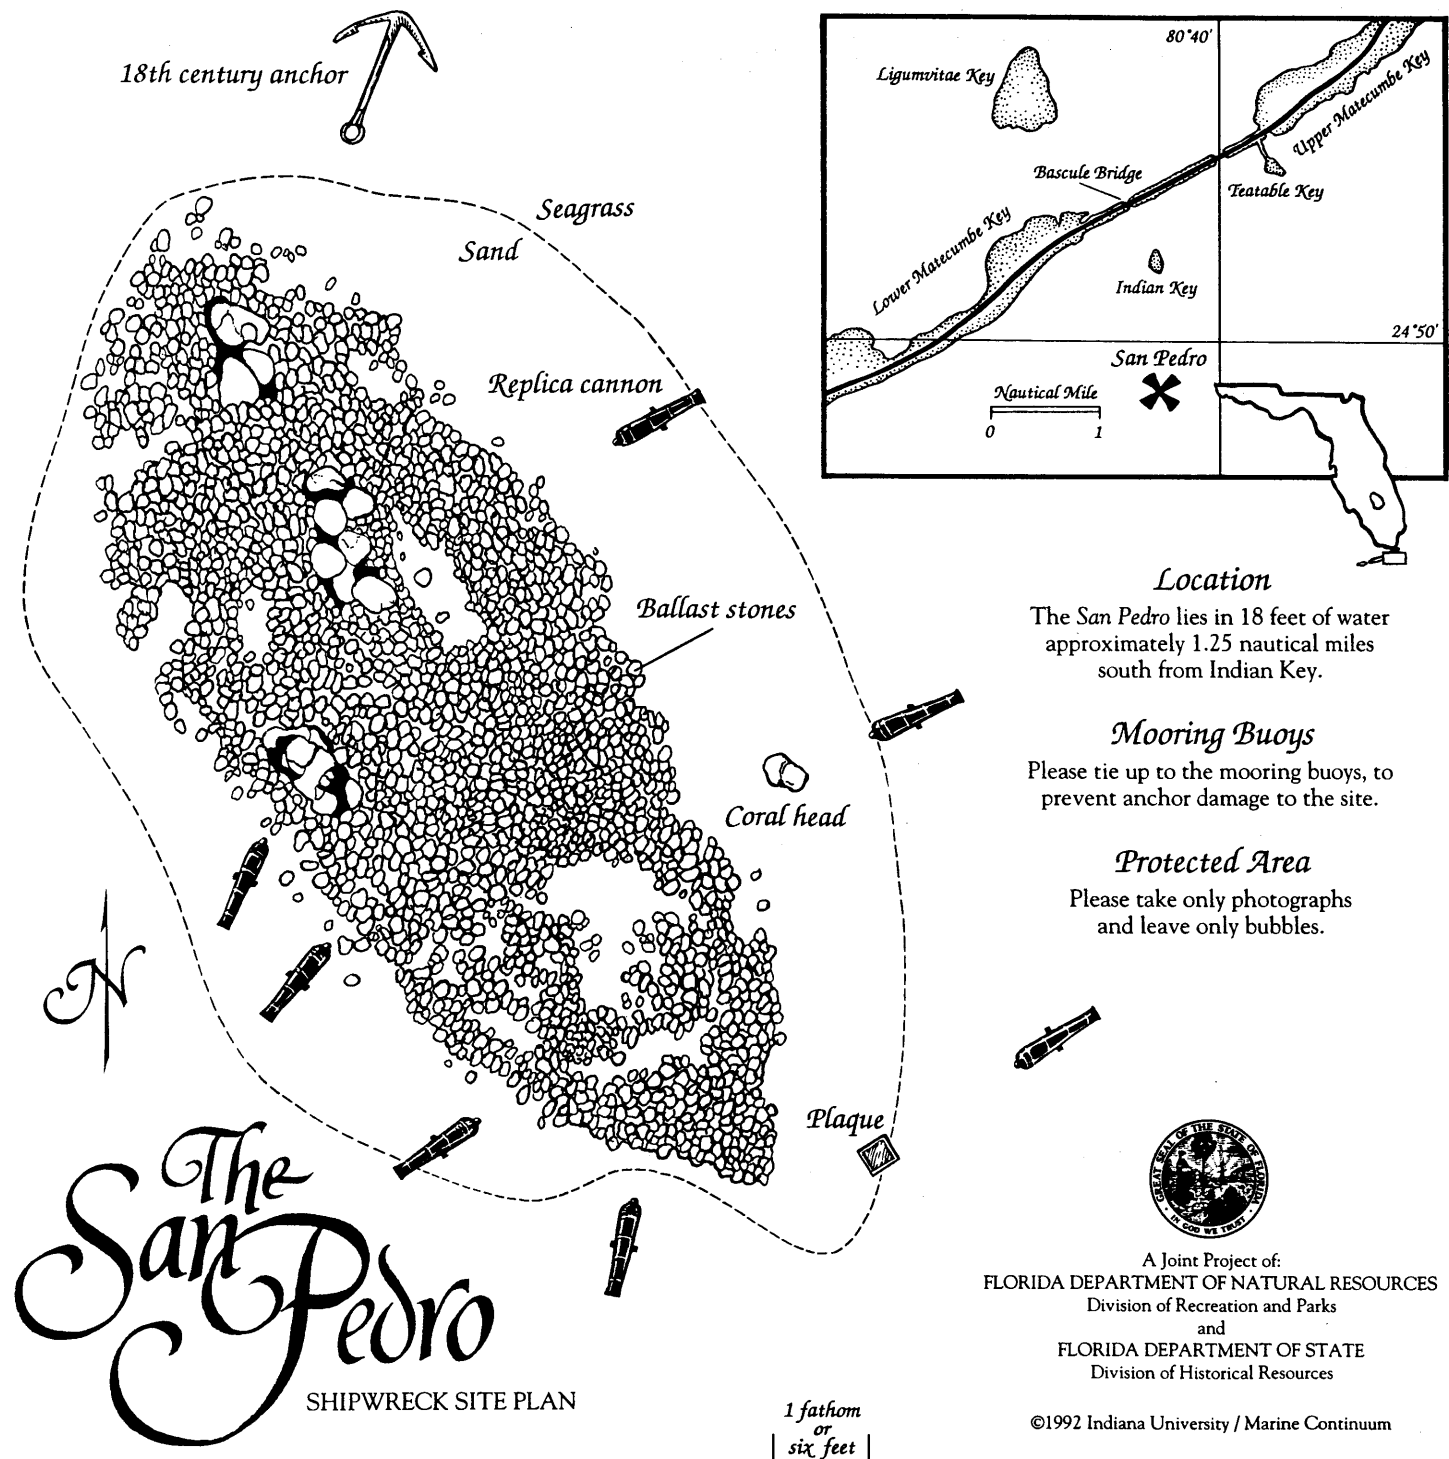 18th century anchor
Seagrass
Sand
Replica cannon
Ballast stones
Coral head
Plaque
N
The
San
Pedro
SHIPWRECK SITE PLAN
1 fathom
or
six feet
80°40'
Ligumvitae Key
Upper Matecumbe Key
Bascule Bridge
Teatable Key
Lower Matecumbe Key
Indian Key
24°50'
San Pedro
Nautical Mile
0 1
Location
The San Pedro lies in 18 feet of water
approximately 1.25 nautical miles
south from Indian Key.
Mooring Buoys
Please tie up to the mooring buoys, to
prevent anchor damage to the site.
Protected Area
Please take only photographs
and leave only bubbles.
GREAT SEAL OF THE STATE OF FLORIDA
IN GOD WE TRUST
A Joint Project of:
FLORIDA DEPARTMENT OF NATURAL RESOURCES
Division of Recreation and Parks
and
FLORIDA DEPARTMENT OF STATE
Division of Historical Resources
©1992 Indiana University / Marine Continuum